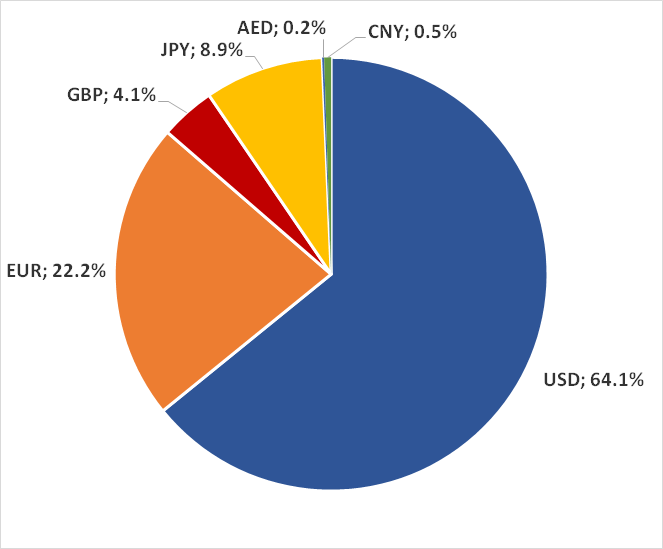 AED; 0.2%
CNY; 0.5%
JPY; 8.9%
GBP; 4.1%
EUR; 22.2%
USD; 64.1%